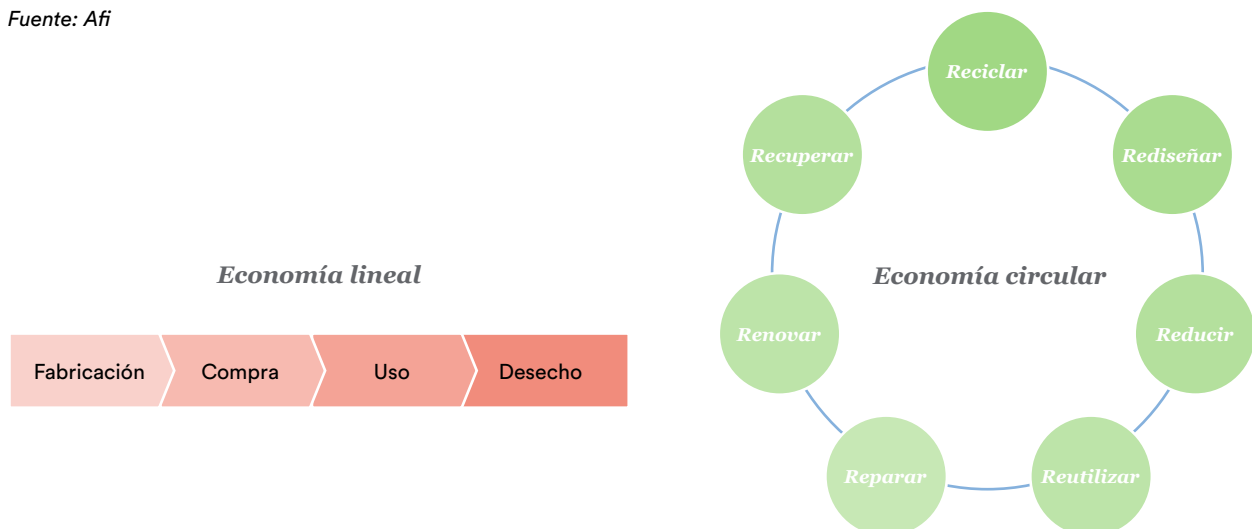 Fuente: Afi
Economía lineal
Fabricación
Compra
Uso
Desecho
Economía circular
Reciclar
Rediseñar
Reducir
Reutilizar
Reparar
Renovar
Recuperar